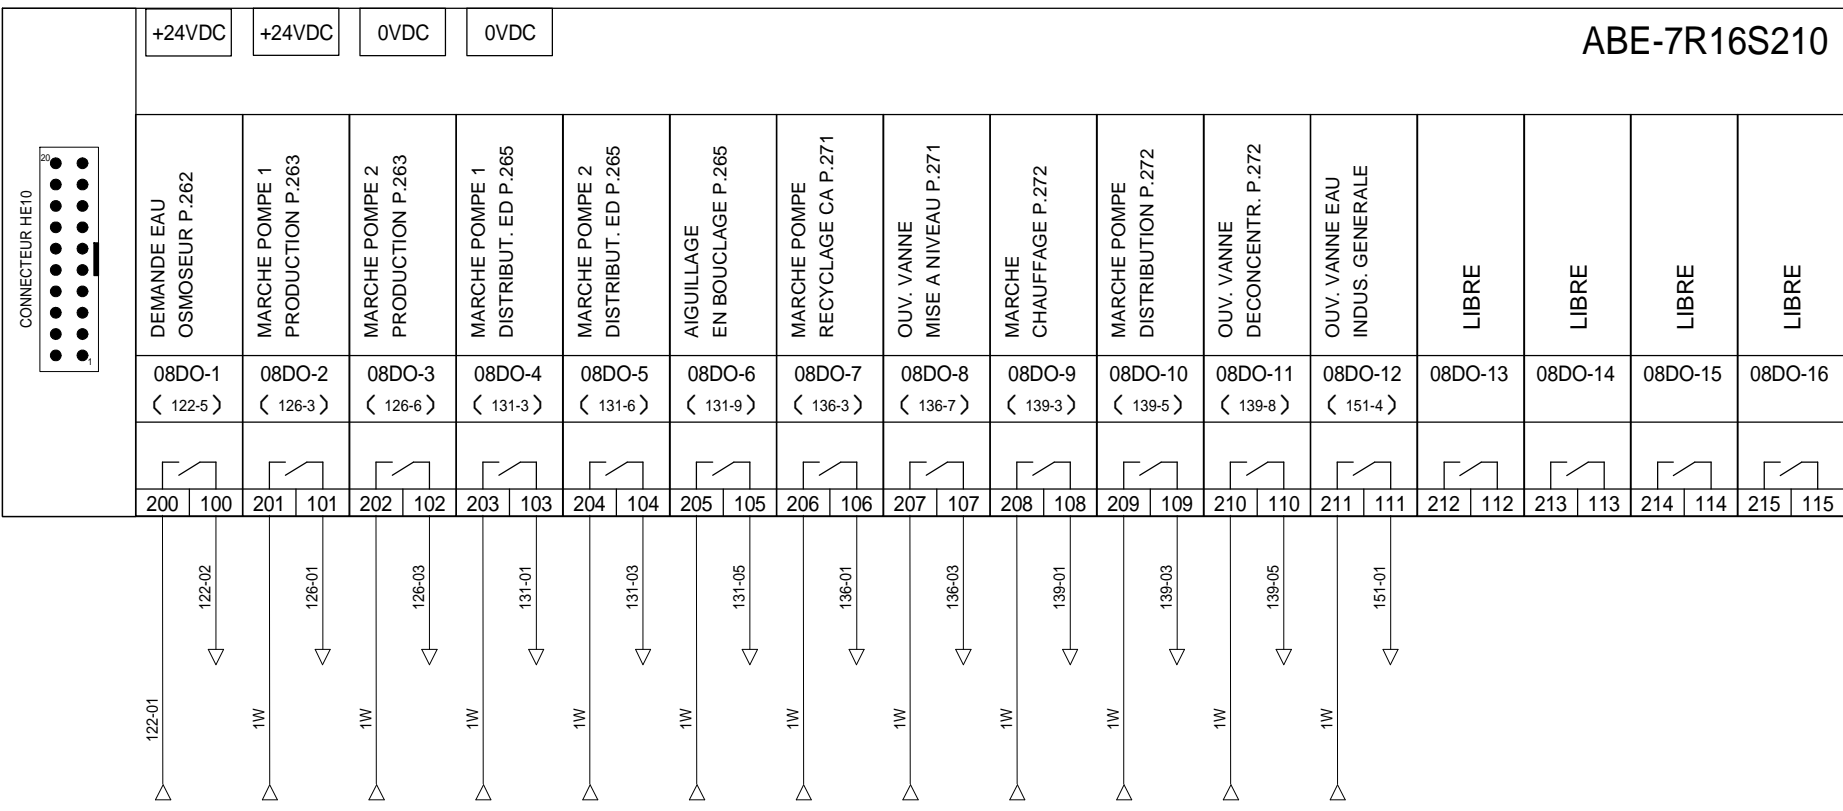 +24VDC +24VDC 0VDC 0VDC ABE-7R16S210
CONNECTEUR HE10
20
1
DEMANDE EAU
OSMOSEUR P.262
MARCHE POMPE 1
PRODUCTION P.263
MARCHE POMPE 2
PRODUCTION P.263
MARCHE POMPE 1
DISTRIBUT. ED P.265
MARCHE POMPE 2
DISTRIBUT. ED P.265
AIGUILLAGE
EN BOUCLAGE P.265
MARCHE POMPE
RECYCLAGE CA P.271
OUV. VANNE
MISE A NIVEAU P.271
MARCHE
CHAUFFAGE P.272
MARCHE POMPE
DISTRIBUTION P.272
OUV. VANNE
DECONCENTR. P.272
OUV. VANNE EAU
INDUS. GENERALE
LIBRE
LIBRE
LIBRE
LIBRE
08DO-1 08DO-2 08DO-3 08DO-4 08DO-5 08DO-6 08DO-7 08DO-8 08DO-9 08DO-10 08DO-11 08DO-12 08DO-13 08DO-14 08DO-15 08DO-16
( 122-5 ) ( 126-3 ) ( 126-6 ) ( 131-3 ) ( 131-6 ) ( 131-9 ) ( 136-3 ) ( 136-7 ) ( 139-3 ) ( 139-5 ) ( 139-8 ) ( 151-4 )
200 100 201 101 202 102 203 103 204 104 205 105 206 106 207 107 208 108 209 109 210 110 211 111 212 112 213 113 214 114 215 115
122-02 126-01 126-03 131-01 131-03 131-05 136-01 136-03 139-01 139-03 139-05 151-01
122-01 1W 1W 1W 1W 1W 1W 1W 1W 1W 1W 1W